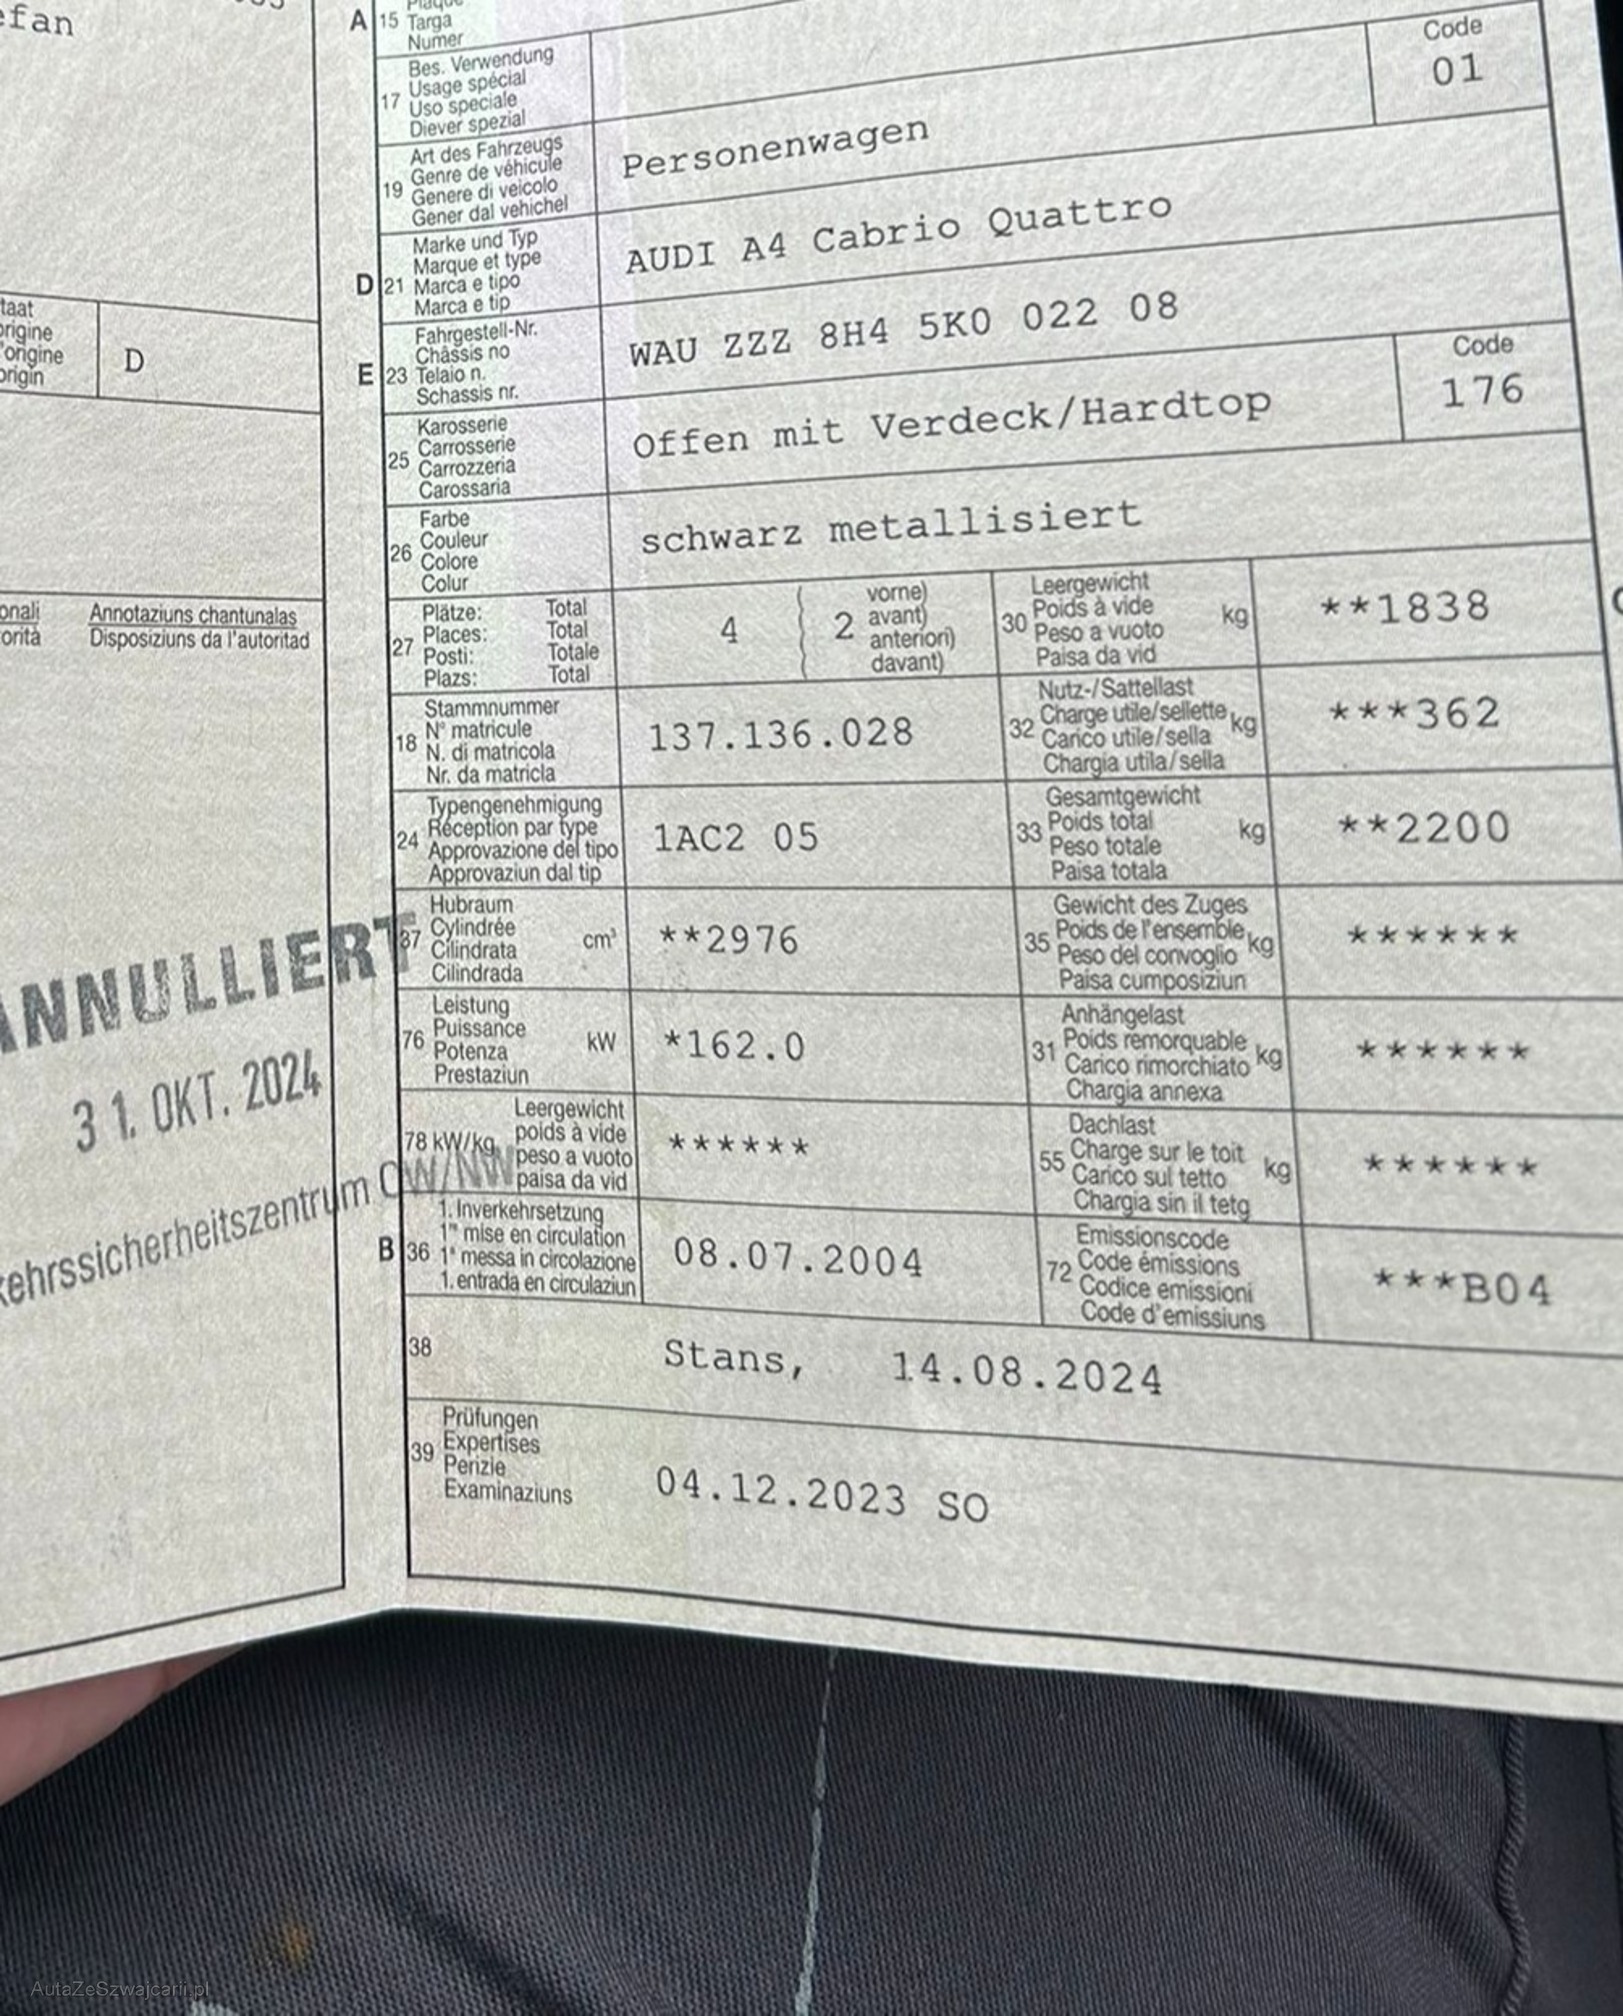 efan
taat
origine
'origine
origin
D
onali Annotaziuns chantunalas
orità Disposiziuns da l'autoritad
ANNULLIERT
31. OKT. 2024
kehrssicherheitszentrum OW/NW
A 15 Plaque
Targa
Numer
17 Bes. Verwendung
Usage spécial
Uso speciale
Diever spezial
Code
01
19 Art des Fahrzeugs
Genre de véhicule
Genere di veicolo
Gener dal vehichel
Personenwagen
D 21 Marke und Typ
Marque et type
Marca e tipo
Marca e tip
AUDI A4 Cabrio Quattro
E 23 Fahrgestell-Nr.
Châssis no
Telaio n.
Schassis nr.
WAU ZZZ 8H4 5K0 022 08
25 Karosserie
Carrosserie
Carrozzeria
Carossaria
Offen mit Verdeck/Hardtop
Code
176
26 Farbe
Couleur
Colore
Colur
schwarz metallisiert
27 Plätze: Total
Places: Total
Posti: Totale
Plazs: Total
4
2 vorne)
avant)
anteriori)
davant)
30 Leergewicht
Poids à vide
Peso a vuoto
Paisa da vid
kg
**1838
18 Stammnummer
N° matricule
N. di matricola
Nr. da matricla
137.136.028
32 Nutz-/Sattellast
Charge utile/sellette
Carico utile/sella
Chargia utila/sella
kg
***362
24 Typengenehmigung
Réception par type
Approvazione del tipo
Approvaziun dal tip
1AC2 05
33 Gesamtgewicht
Poids total
Peso totale
Paisa totala
kg
**2200
37 Hubraum
Cylindrée
Cilindrata
Cilindrada
cm³
**2976
35 Gewicht des Zuges
Poids de l'ensemble
Peso del convoglio
Paisa cumposiziun
kg
******
76 Leistung
Puissance
Potenza
Prestaziun
kW
*162.0
31 Anhängelast
Poids remorquable
Carico rimorchiato
Chargia annexa
kg
******
78 kW/kg Leergewicht
poids à vide
peso a vuoto
paisa da vid
******
55 Dachlast
Charge sur le toit
Carico sul tetto
Chargia sin il tetg
kg
******
B 36 1. Inverkehrsetzung
1re mise en circulation
1a messa in circolazione
1. entrada en circulaziun
08.07.2004
72 Emissionscode
Code émissions
Codice emissioni
Code d'emissiuns
***B04
38 Stans, 14.08.2024
39 Prüfungen
Expertises
Perizie
Examinaziuns
04.12.2023 SO
AutaZeSzwajcarii.pl